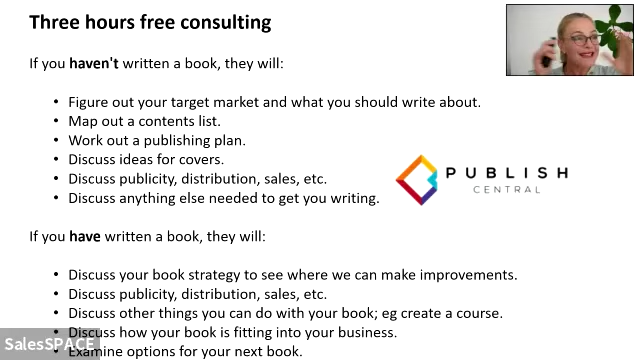 Three hours free consulting
If you haven't written a book, they will:
• Figure out your target market and what you should write about.
• Map out a contents list.
• Work out a publishing plan.
• Discuss ideas for covers.
• Discuss publicity, distribution, sales, etc.
• Discuss anything else needed to get you writing.
PUBLISH
CENTRAL
If you have written a book, they will:
• Discuss your book strategy to see where we can make improvements.
• Discuss publicity, distribution, sales, etc.
• Discuss other things you can do with your book; eg create a course.
• Discuss how your book is fitting into your business.
• Examine options for your next book.
SalesSPACE